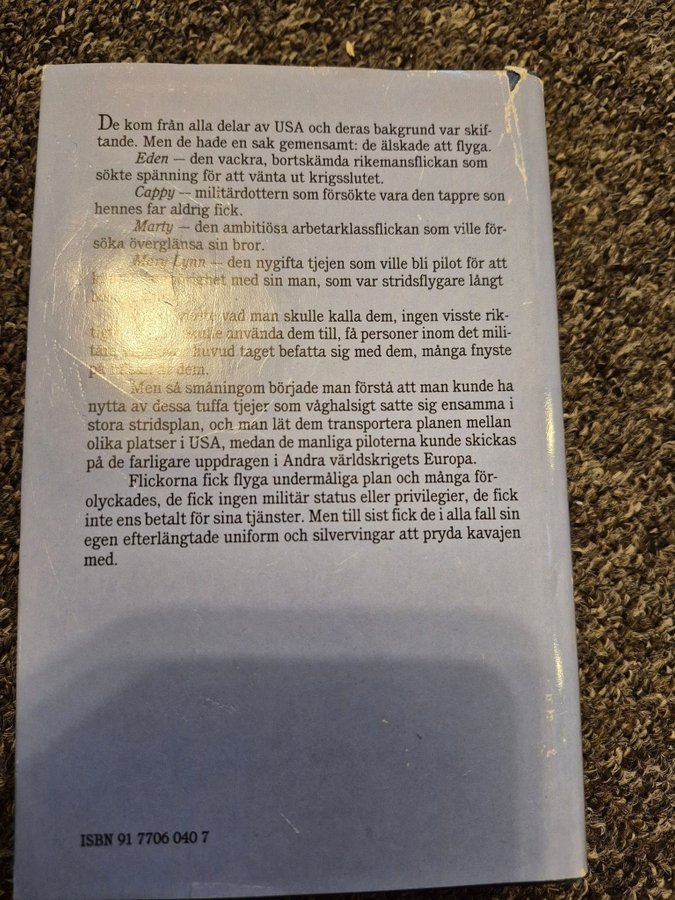 De kom från alla delar av USA och deras bakgrund var skif-
tande. Men de hade en sak gemensamt: de älskade att flyga.
Eden — den vackra, bortskämda rikemansflickan som
sökte spänning för att vänta ut krigsslutet.
Cappy — militärdottern som försökte vara den tappre son
hennes far aldrig fick.
Marty — den ambitiösa arbetarklassflickan som ville för-
söka överglänsa sin bror.
Mary Lynn — den nygifta tjejen som ville bli pilot för att
med sin man, som var stridsflygare långt
vad man skulle kalla dem, ingen visste rik-
skulle använda dem till, få personer inom det mili-
huvud taget befatta sig med dem, många fnyste
på dem.
Men så småningom började man förstå att man kunde ha
nytta av dessa tuffa tjejer som våghalsigt satte sig ensamma i
stora stridsplan, och man lät dem transportera planen mellan
olika platser i USA, medan de manliga piloterna kunde skickas
på de farligare uppdragen i Andra världskrigets Europa.
Flickorna fick flyga undermåliga plan och många för-
olyckades, de fick ingen militär status eller privilegier, de fick
inte ens betalt för sina tjänster. Men till sist fick de i alla fall sin
egen efterlängtade uniform och silvervingar att pryda kavajen
med.
ISBN 91 7706 040 7